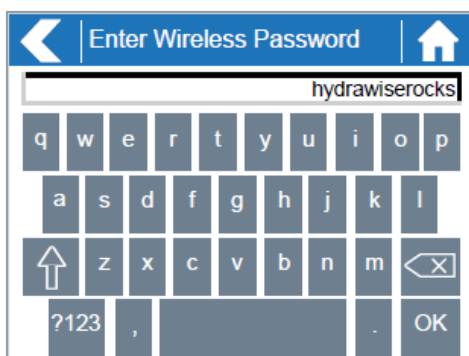 Enter Wireless Password
hydrawiserocks
q w e r t y u i o p
a s d f g h j k l
z x c v b n m
?123 , . OK